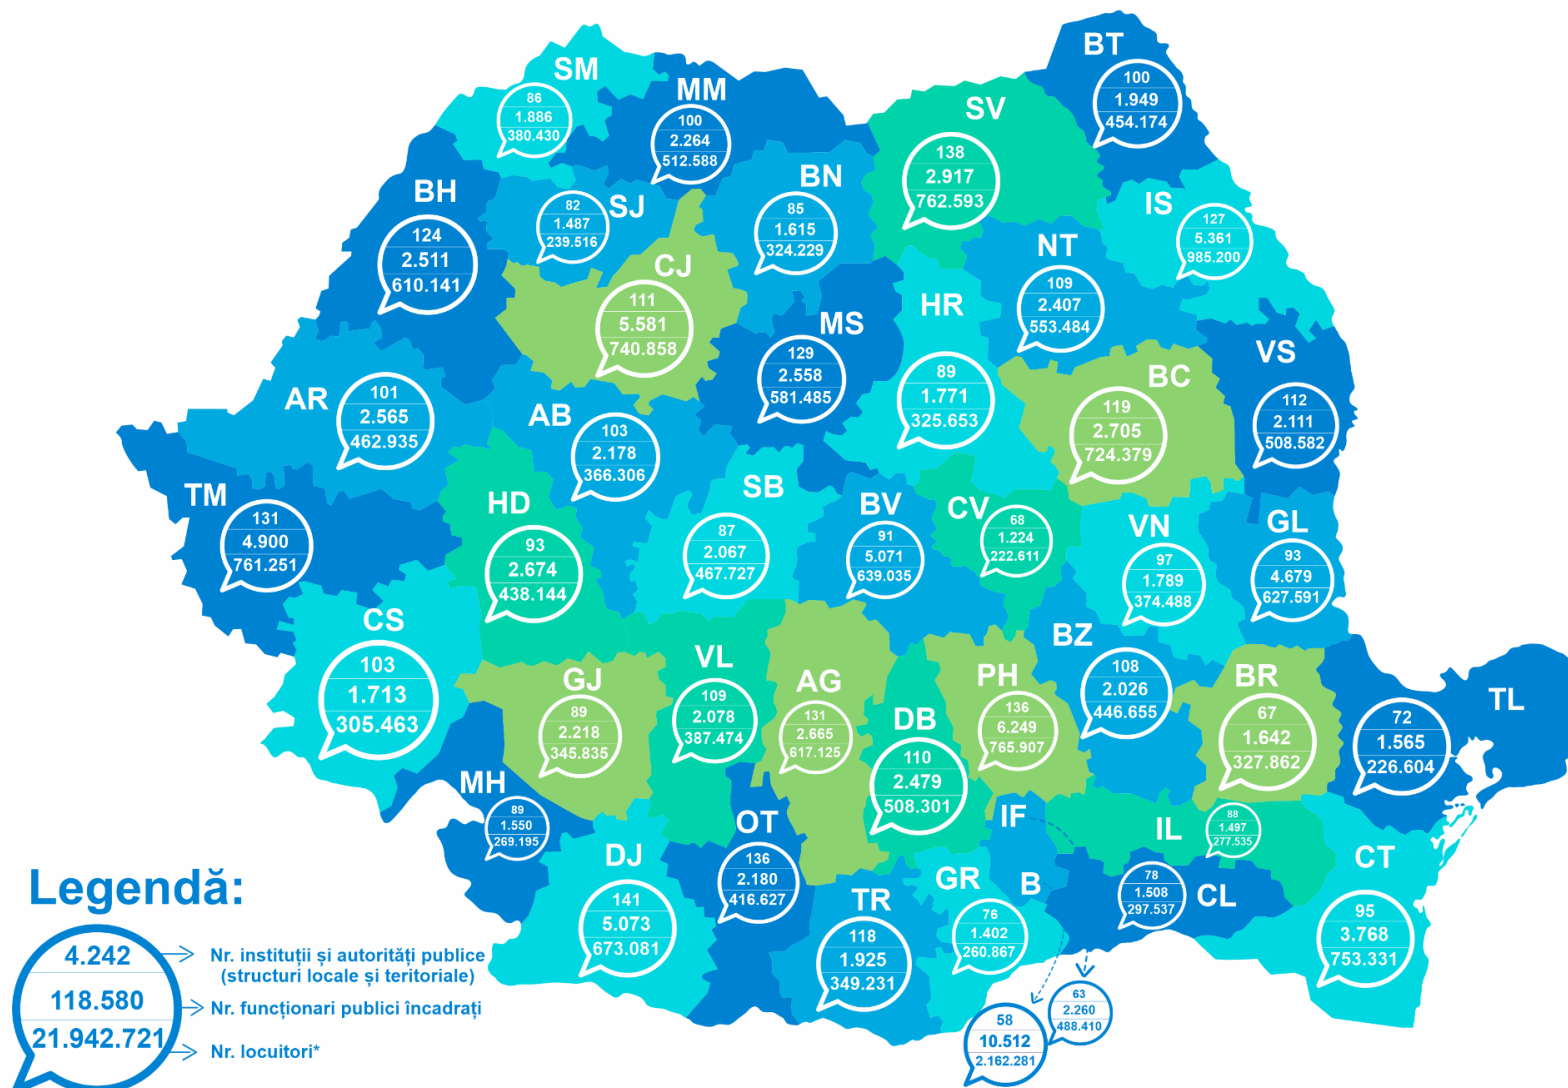 SM
86
1.886
380.430
MM
100
2.264
512.588
BT
100
1.949
454.174
SV
138
2.917
762.593
BH
124
2.511
610.141
SJ
82
1.487
239.516
BN
85
1.615
324.229
IS
127
5.361
985.200
CJ
111
5.581
740.858
NT
109
2.407
553.484
HR
89
1.771
325.653
MS
129
2.558
581.485
VS
112
2.111
508.582
BC
119
2.705
724.379
AR
101
2.565
462.935
AB
103
2.178
366.306
TM
131
4.900
761.251
HD
93
2.674
438.144
SB
87
2.067
467.727
BV
91
5.071
639.035
CV
68
1.224
222.611
VN
97
1.789
374.488
GL
93
4.679
627.591
CS
103
1.713
305.463
GJ
89
2.218
345.835
VL
109
2.078
387.474
AG
131
2.665
617.125
DB
110
2.479
508.301
PH
136
6.249
765.907
BZ
108
2.026
446.655
BR
67
1.642
327.862
TL
72
1.565
226.604
MH
89
1.550
269.195
DJ
141
5.073
673.081
OT
136
2.180
416.627
TR
118
1.925
349.231
GR
76
1.402
260.867
IF
B
IL
88
1.497
277.535
CL
78
1.508
297.537
CT
95
3.768
753.331
63
2.260
488.410
58
10.512
2.162.281
Legendă:
4.242
Nr. instituții și autorități publice
(structuri locale și teritoriale)
118.580
Nr. funcționari publici încadrați
21.942.721
Nr. locuitori*